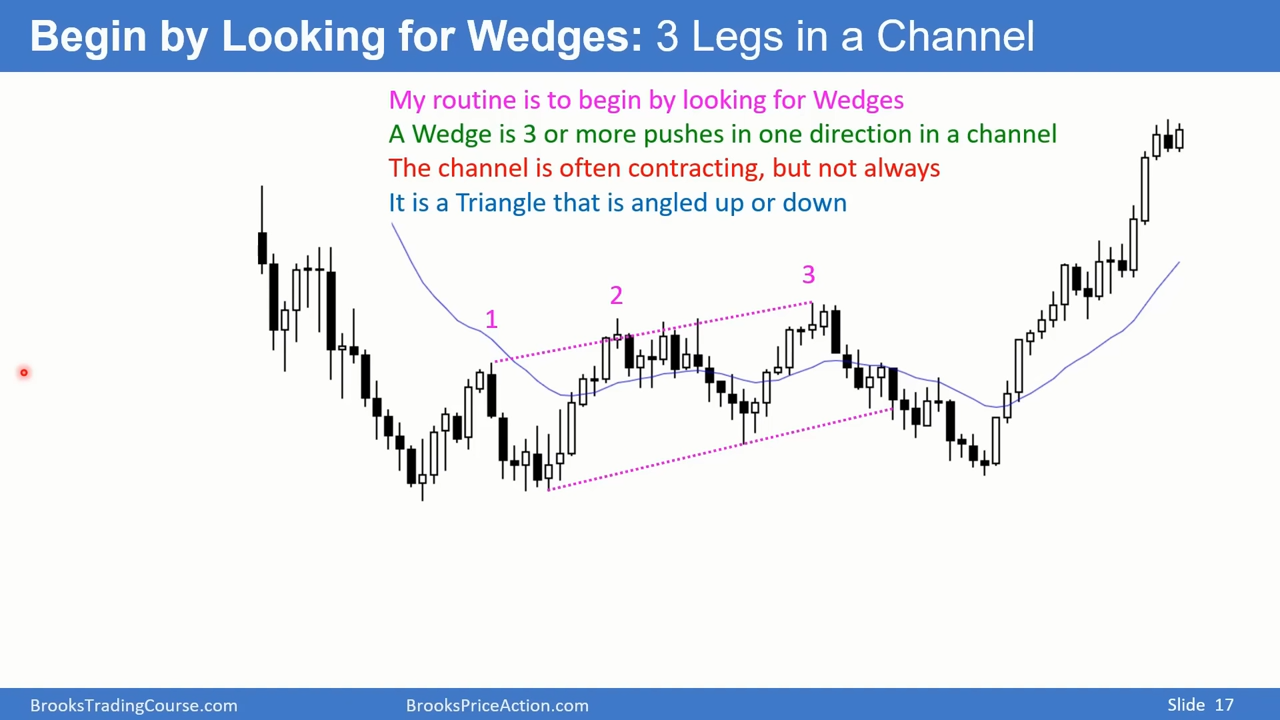 Begin by Looking for Wedges: 3 Legs in a Channel
My routine is to begin by looking for Wedges
A Wedge is 3 or more pushes in one direction in a channel
The channel is often contracting, but not always
It is a Triangle that is angled up or down
1
2
3
BrooksTradingCourse.com
BrooksPriceAction.com
Slide 17